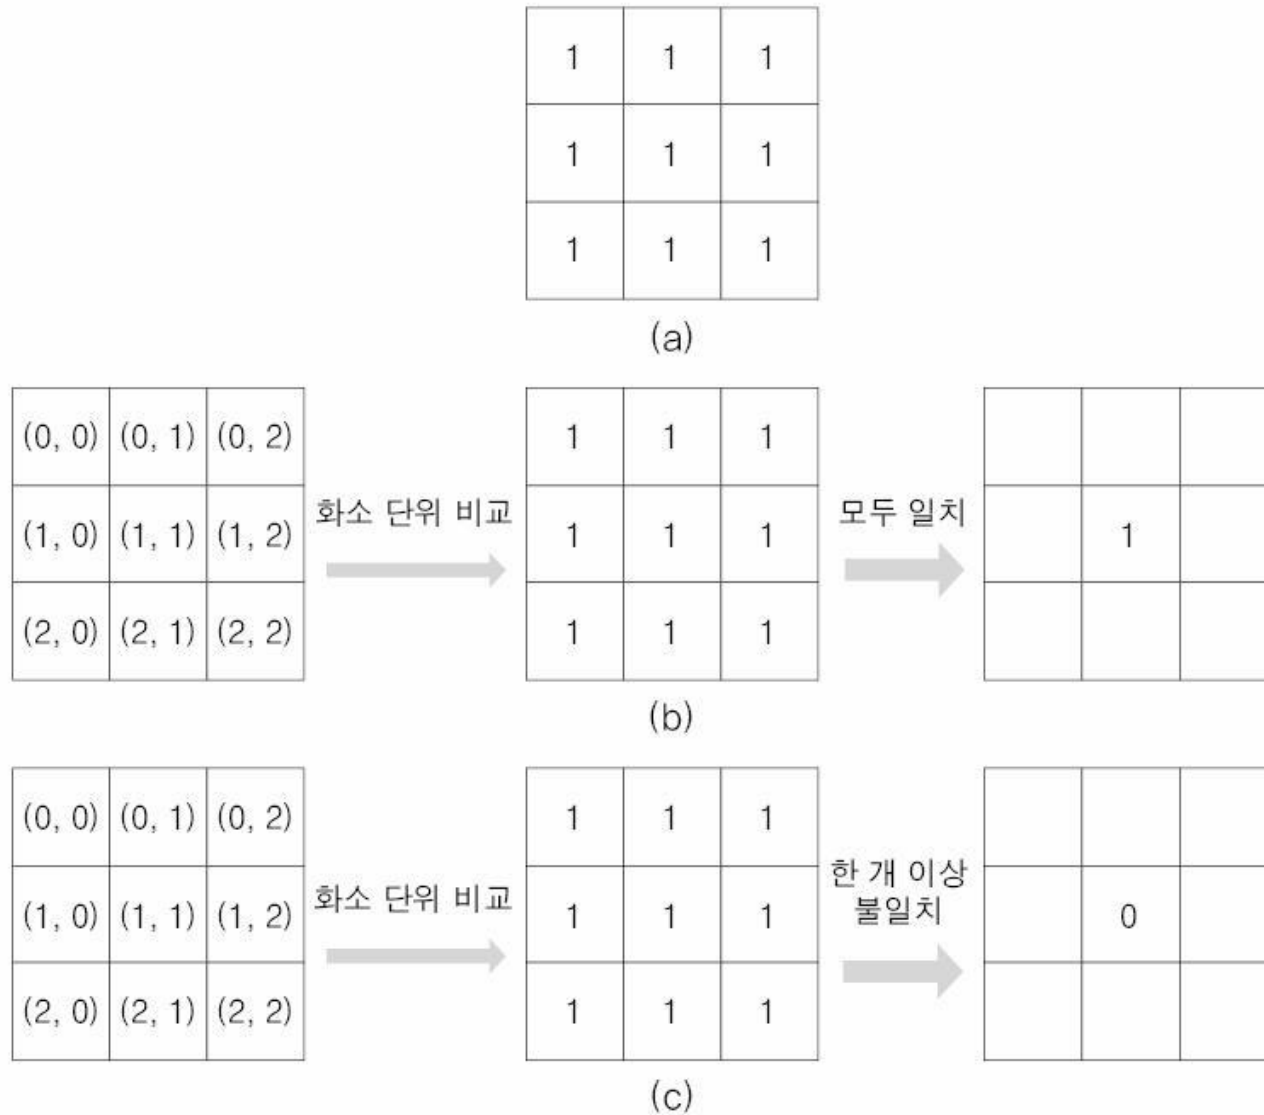 1 1 1
1 1 1
1 1 1
(a)
(0, 0) (0, 1) (0, 2)
(1, 0) (1, 1) (1, 2)
(2, 0) (2, 1) (2, 2)
화소 단위 비교
1 1 1
1 1 1
1 1 1
모두 일치
1
(b)
(0, 0) (0, 1) (0, 2)
(1, 0) (1, 1) (1, 2)
(2, 0) (2, 1) (2, 2)
화소 단위 비교
1 1 1
1 1 1
1 1 1
한 개 이상
불일치
0
(c)